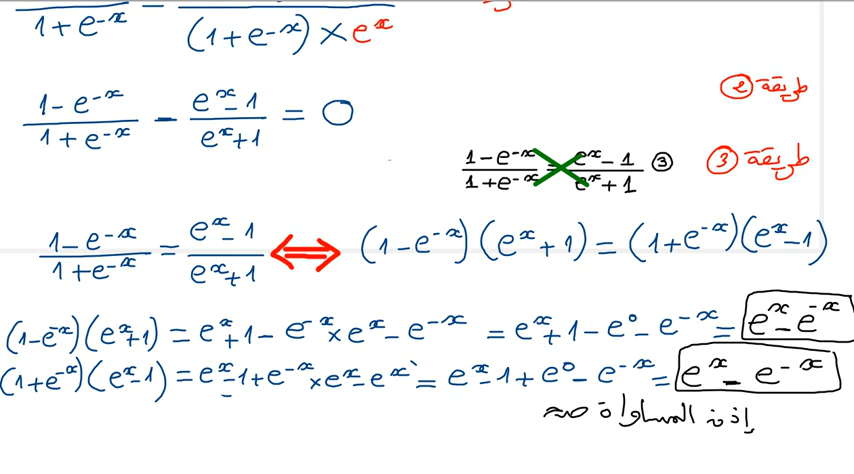 1 + e^-x    (1 + e^-x) × e^x
(1 - e^-x)/(1 + e^-x) - (e^x - 1)/(e^x + 1) = 0
طريقة ②
(1 - e^-x)/(1 + e^-x) = (e^x - 1)/(e^x + 1) ③
طريقة ③
(1 - e^-x)/(1 + e^-x) = (e^x - 1)/(e^x + 1) ⟺ (1 - e^-x)(e^x + 1) = (1 + e^-x)(e^x - 1)
(1 - e^-x)(e^x + 1) = e^x + 1 - e^-x × e^x - e^-x = e^x + 1 - e^0 - e^-x = e^x - e^-x
(1 + e^-x)(e^x - 1) = e^x - 1 + e^-x × e^x - e^-x = e^x - 1 + e^0 - e^-x = e^x - e^-x
إذن المساواة صح